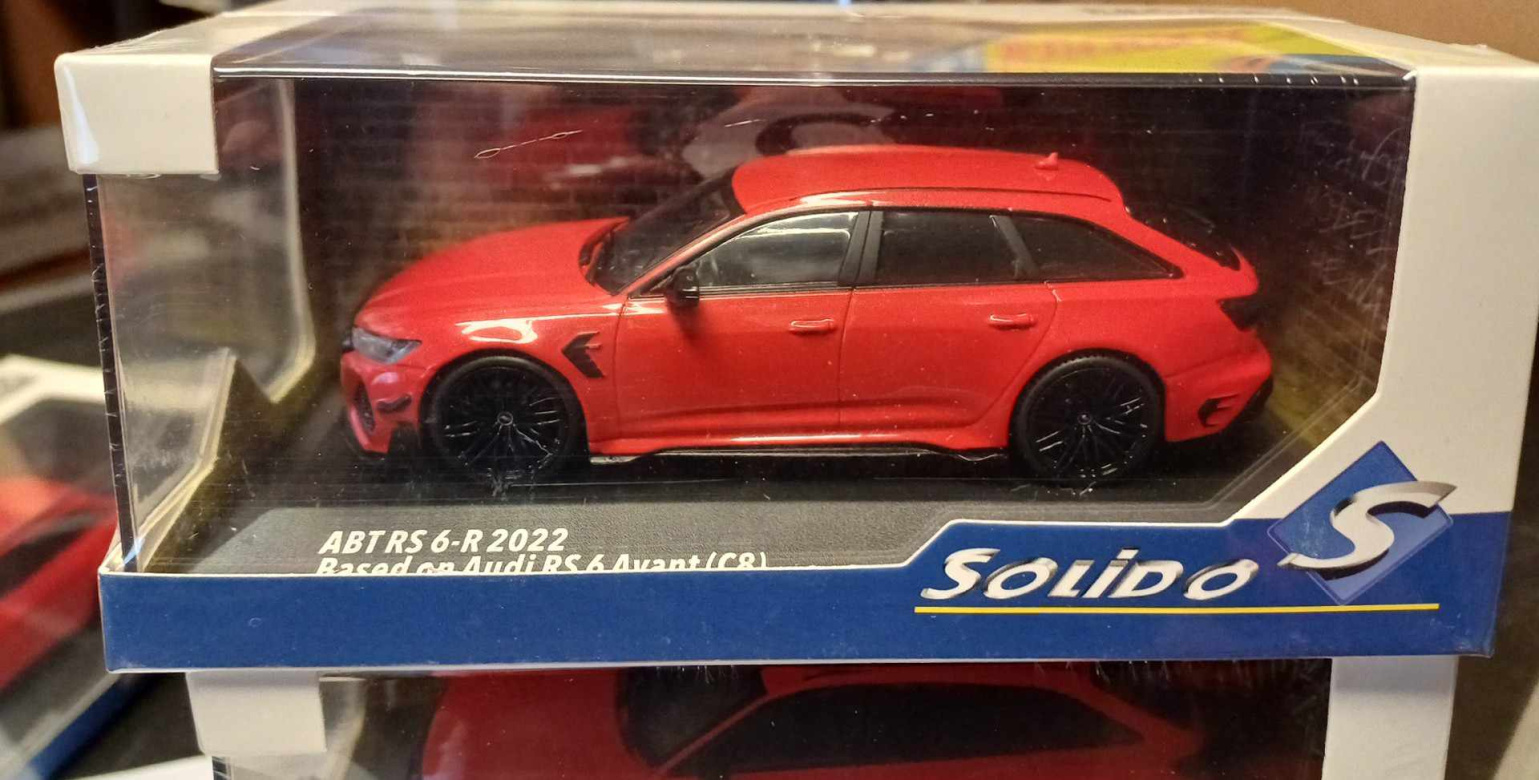 ABT RS 6-R 2022
Based on Audi RS 6 Avant (C8)
SOLIDO